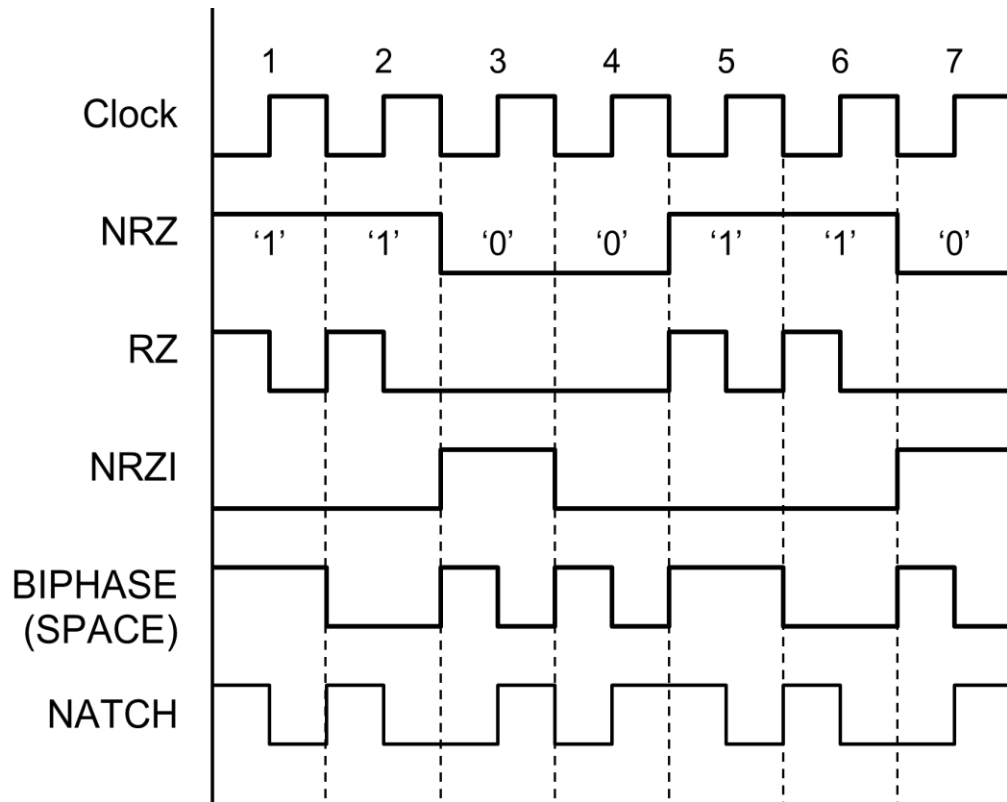 1 2 3 4 5 6 7
Clock
NRZ
‘1’ ‘1’ ‘0’ ‘0’ ‘1’ ‘1’ ‘0’
RZ
NRZI
BIPHASE
(SPACE)
NATCH